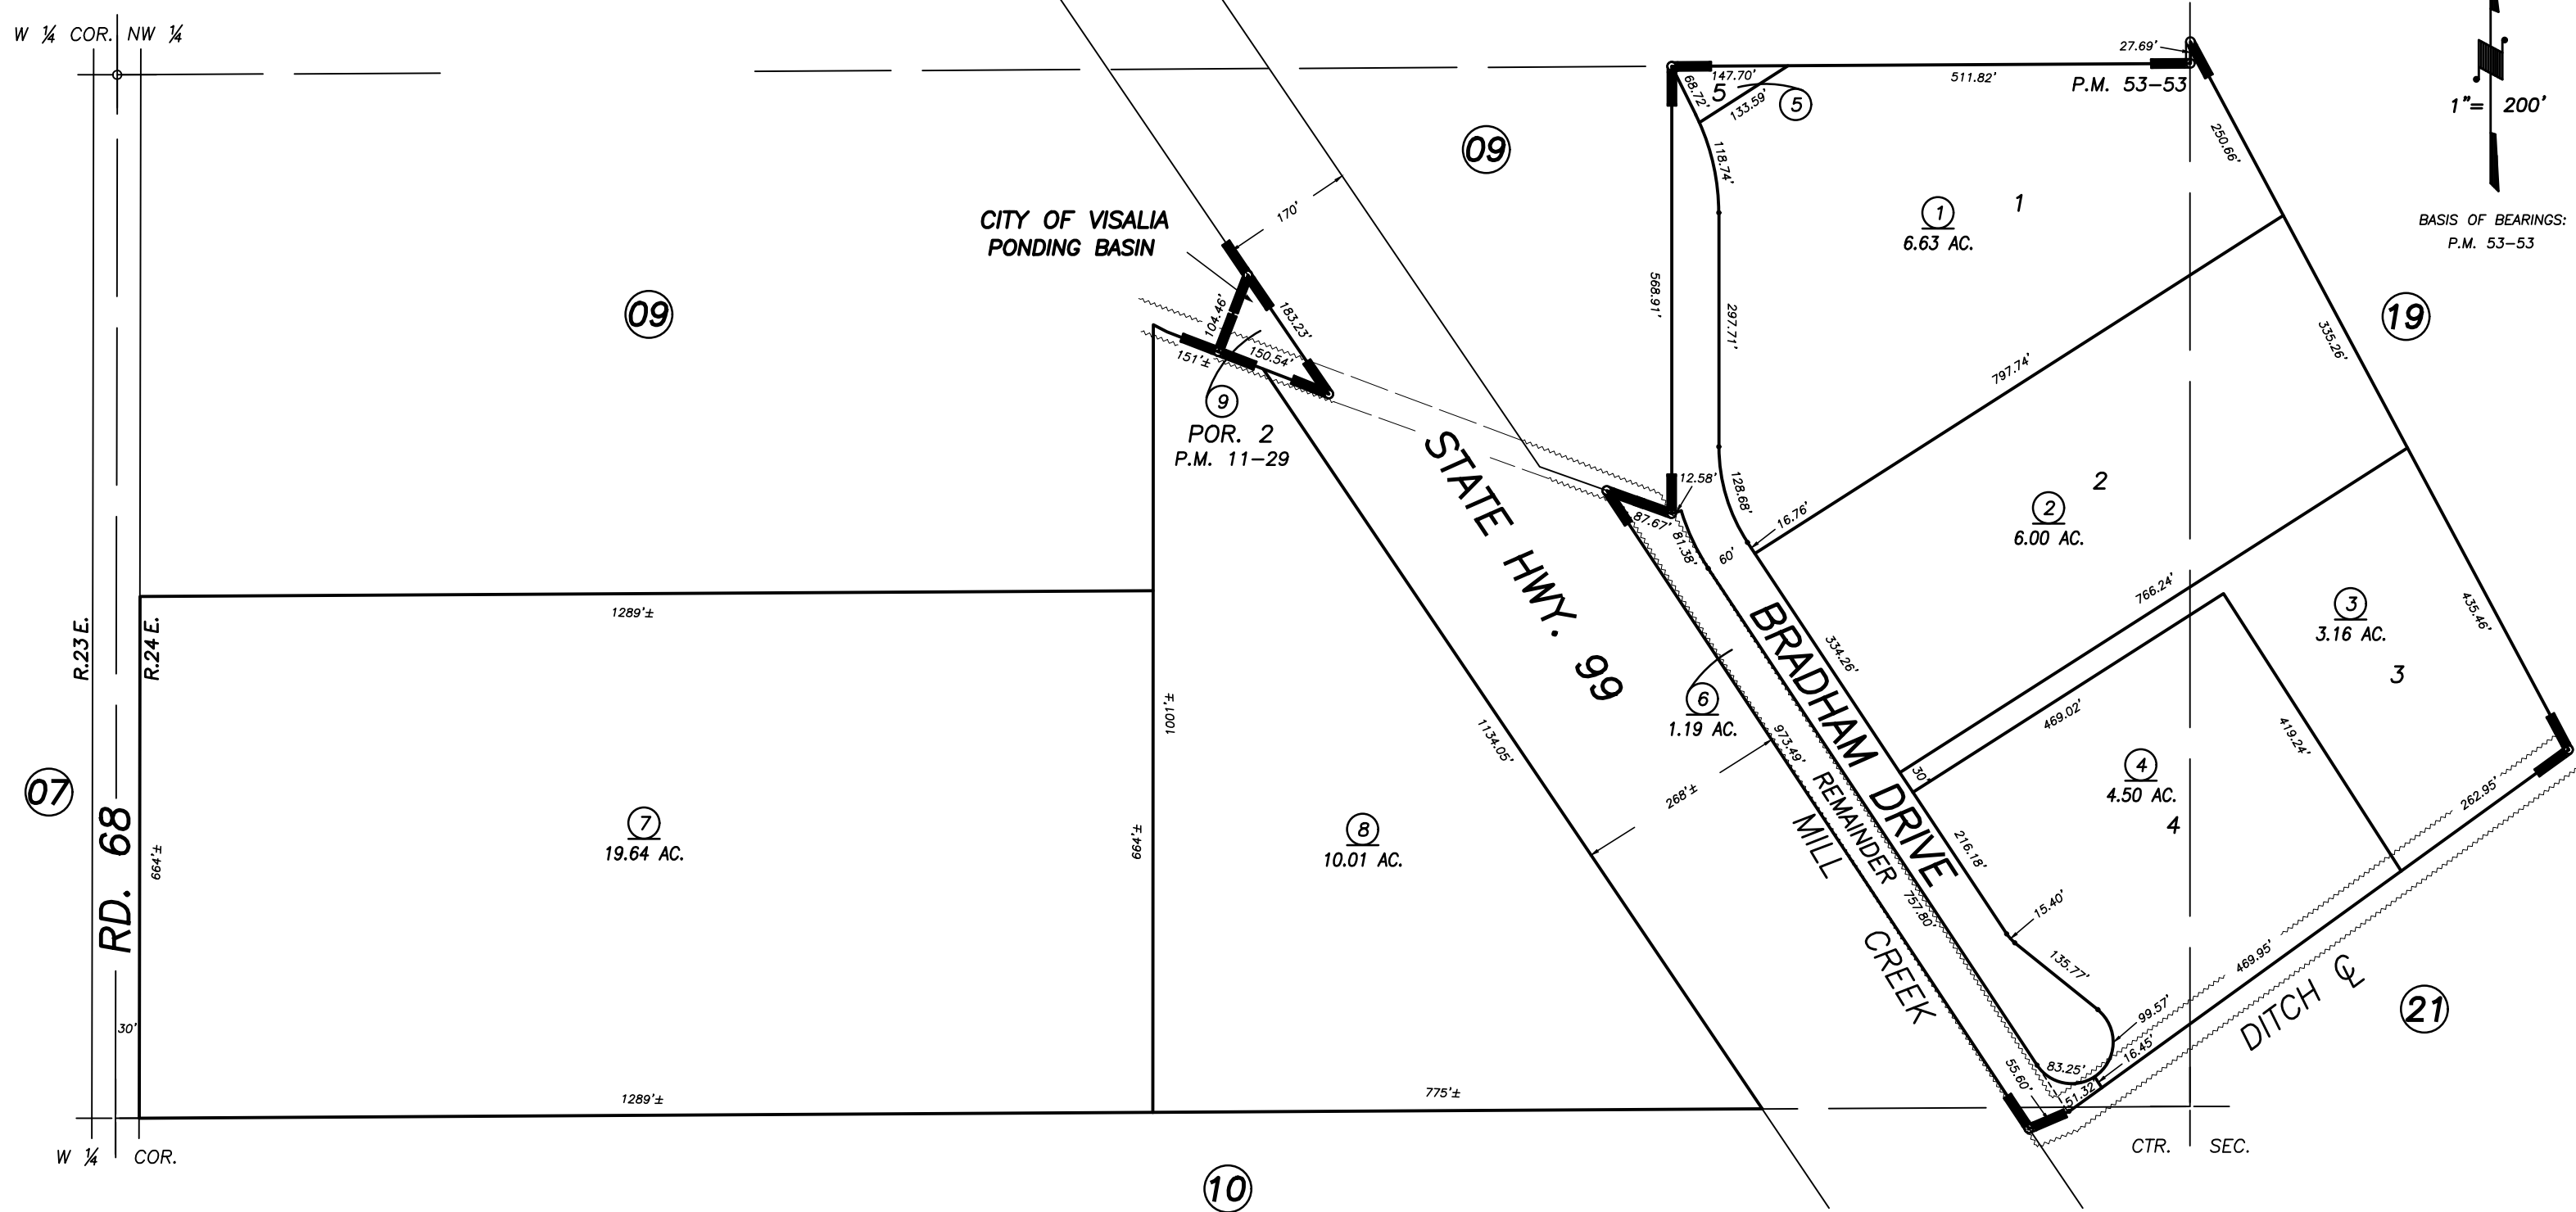 W ¼ COR. NW ¼
27.69'
147.70'
511.82'
P.M. 53-53
68.72'
5
5
133.59'
1"= 200'
09
118.74'
250.66'
170'
CITY OF VISALIA
PONDING BASIN
1
1
6.63 AC.
BASIS OF BEARINGS:
P.M. 53-53
09
104.46'
183.23'
568.91'
297.71'
19
335.26'
151'±
150.54'
797.74'
9
POR. 2
P.M. 11-29
STATE HWY. 99
12.58'
128.68'
16.76'
87.67'
81.38'
60'
2
2
6.00 AC.
766.24'
1289'±
R.23 E.
R.24 E.
3
3.16 AC.
435.46'
3
334.26'
BRADHAM DRIVE
6
1.19 AC.
1001'±
1134.05'
973.49'
469.02'
419.24'
30'
268'±
REMAINDER
4
4.50 AC.
4
262.95'
07
RD. 68
664'±
7
19.64 AC.
664'±
8
10.01 AC.
MILL
CREEK
757.80'
216.18'
15.40'
135.77'
469.95'
DITCH ℄
21
30'
99.57'
16.45'
83.25'
55.60'
51.32'
1289'±
775'±
W ¼ COR.
CTR. SEC.
10